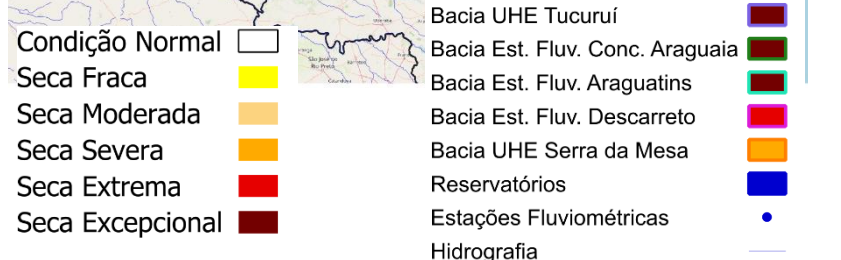 Condição Normal
Seca Fraca
Seca Moderada
Seca Severa
Seca Extrema
Seca Excepcional
Bacia UHE Tucuruí
Bacia Est. Fluv. Conc. Araguaia
Bacia Est. Fluv. Araguatins
Bacia Est. Fluv. Descarreto
Bacia UHE Serra da Mesa
Reservatórios
Estações Fluviométricas
Hidrografia